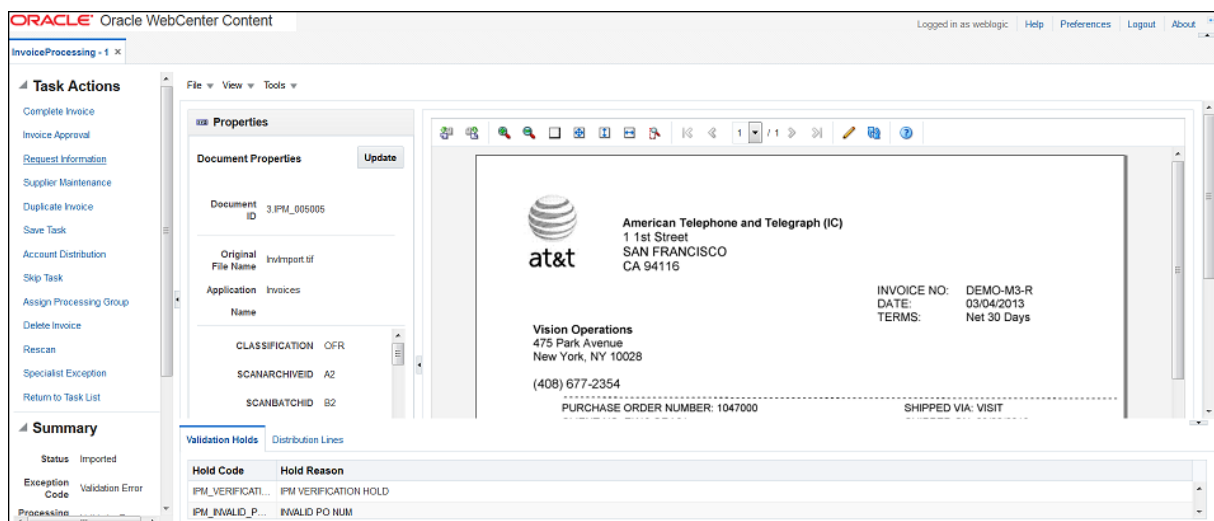 ORACLE® Oracle WebCenter Content
Logged in as weblogic Help Preferences Logout About
InvoiceProcessing - 1 ×
Task Actions
Complete Invoice
Invoice Approval
Request Information
Supplier Maintenance
Duplicate Invoice
Save Task
Account Distribution
Skip Task
Assign Processing Group
Delete Invoice
Rescan
Specialist Exception
Return to Task List
Summary
Status Imported
Exception
Code Validation Error
Processing
File View Tools
Properties
Document Properties Update
Document
ID 3.IPM_005005
Original
File Name InvImport.tif
Application Invoices
Name
CLASSIFICATION OFR
SCANARCHIVEID A2
SCANBATCHID B2
1 / 1
at&t
American Telephone and Telegraph (IC)
1 1st Street
SAN FRANCISCO
CA 94116
INVOICE NO: DEMO-M3-R
DATE: 03/04/2013
TERMS: Net 30 Days
Vision Operations
475 Park Avenue
New York, NY 10028
(408) 677-2354
PURCHASE ORDER NUMBER: 1047000 SHIPPED VIA: VISIT
Validation Holds Distribution Lines
Hold Code Hold Reason
IPM_VERIFICATI... IPM VERIFICATION HOLD
IPM_INVALID_P... INVALID PO NUM